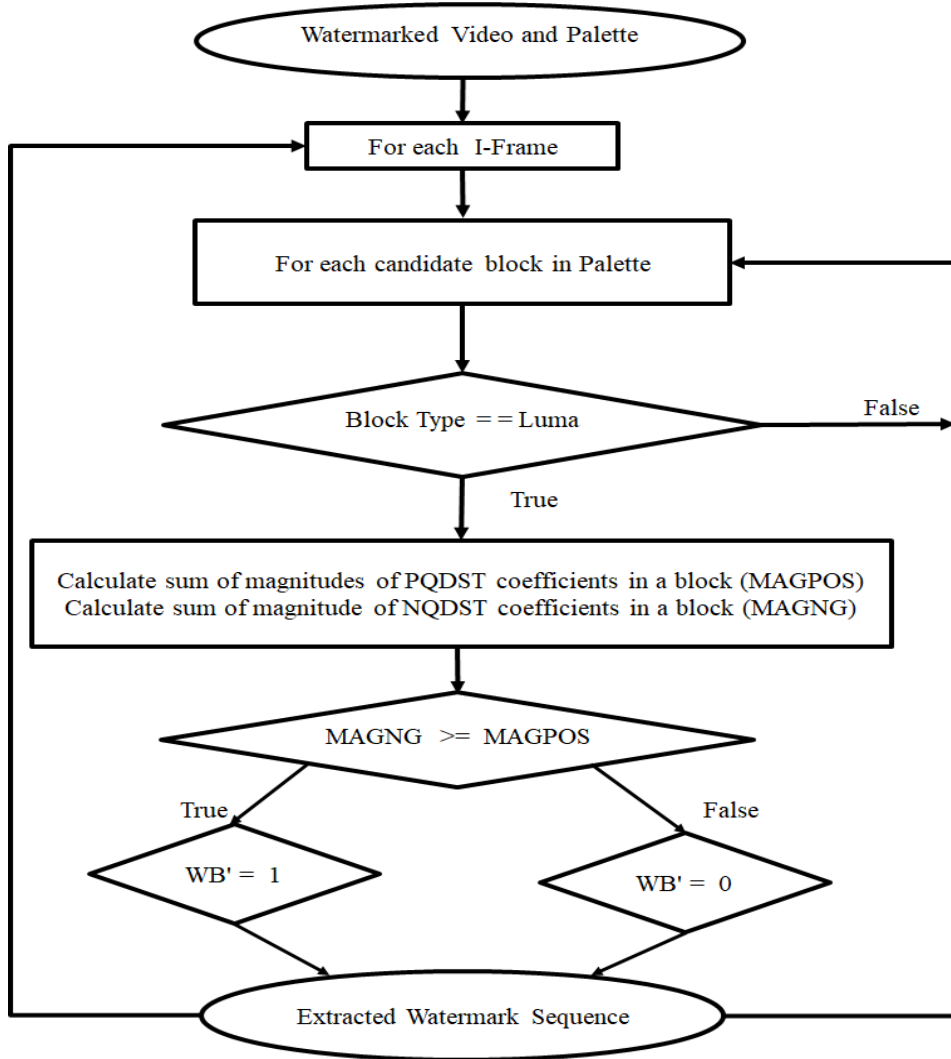 Watermarked Video and Palette
For each I-Frame
For each candidate block in Palette
Block Type == Luma
False
True
Calculate sum of magnitudes of PQDST coefficients in a block (MAGPOS)
Calculate sum of magnitude of NQDST coefficients in a block (MAGNG)
MAGNG >= MAGPOS
True
False
WB' = 1
WB' = 0
Extracted Watermark Sequence